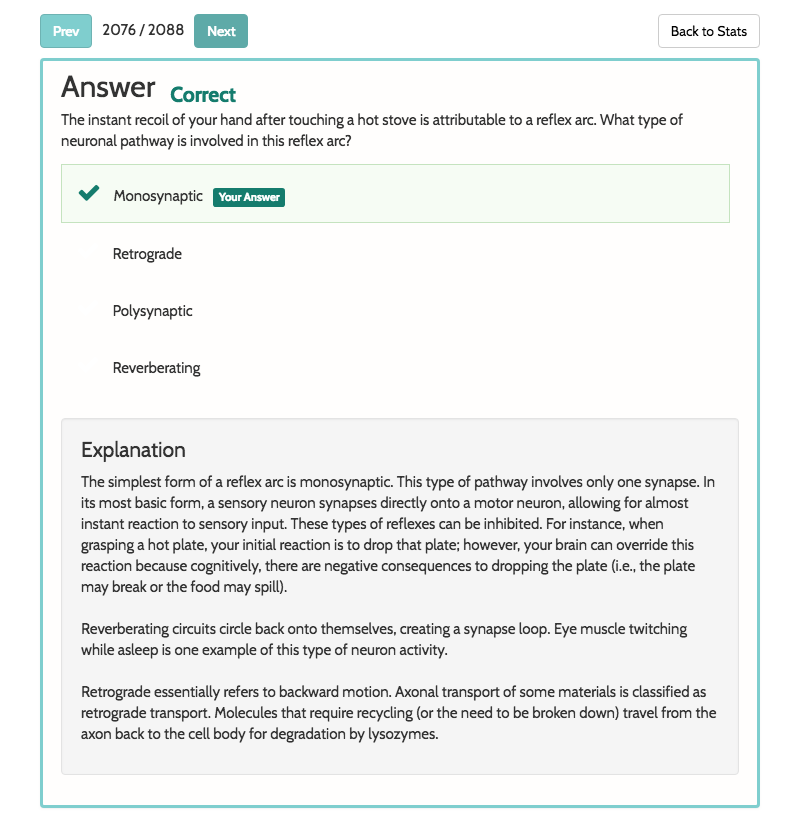 Prev 2076 / 2088 Next Back to Stats
Answer Correct
The instant recoil of your hand after touching a hot stove is attributable to a reflex arc. What type of
neuronal pathway is involved in this reflex arc?
Monosynaptic Your Answer
Retrograde
Polysynaptic
Reverberating
Explanation
The simplest form of a reflex arc is monosynaptic. This type of pathway involves only one synapse. In
its most basic form, a sensory neuron synapses directly onto a motor neuron, allowing for almost
instant reaction to sensory input. These types of reflexes can be inhibited. For instance, when
grasping a hot plate, your initial reaction is to drop that plate; however, your brain can override this
reaction because cognitively, there are negative consequences to dropping the plate (i.e., the plate
may break or the food may spill).
Reverberating circuits circle back onto themselves, creating a synapse loop. Eye muscle twitching
while asleep is one example of this type of neuron activity.
Retrograde essentially refers to backward motion. Axonal transport of some materials is classified as
retrograde transport. Molecules that require recycling (or the need to be broken down) travel from the
axon back to the cell body for degradation by lysozymes.